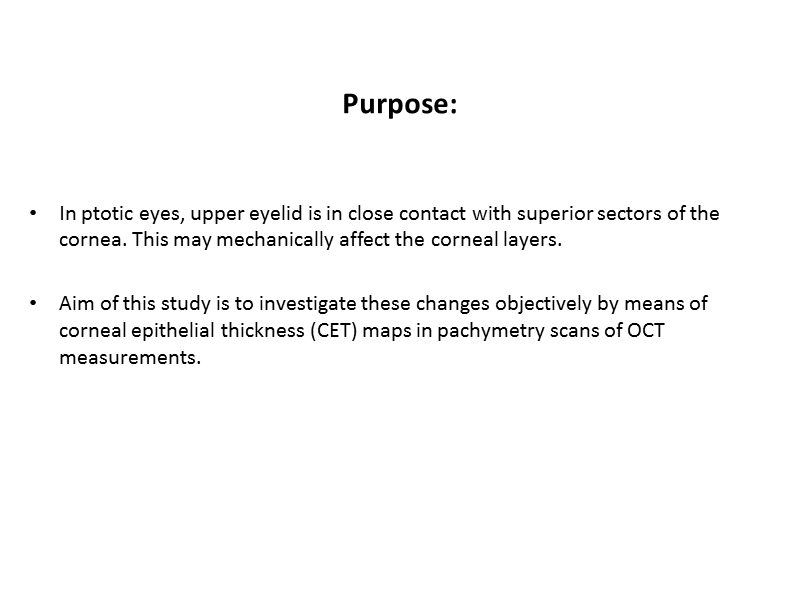 Purpose:
• In ptotic eyes, upper eyelid is in close contact with superior sectors of the
cornea. This may mechanically affect the corneal layers.
• Aim of this study is to investigate these changes objectively by means of
corneal epithelial thickness (CET) maps in pachymetry scans of OCT
measurements.